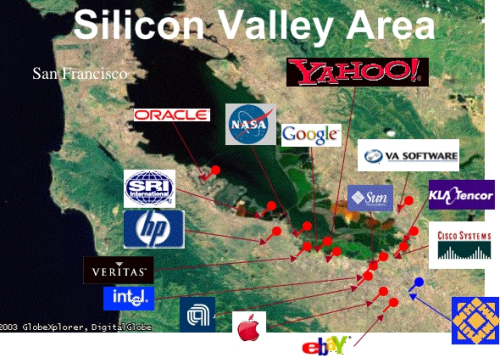 Silicon Valley Area
San Francisco
YAHOO!
ORACLE
NASA
Google
VA SOFTWARE
SRI
International
Sun
KLA Tencor
hp
CISCO SYSTEMS
VERITAS
intel
ebay
2003 GlobeXplorer, DigitalGlobe